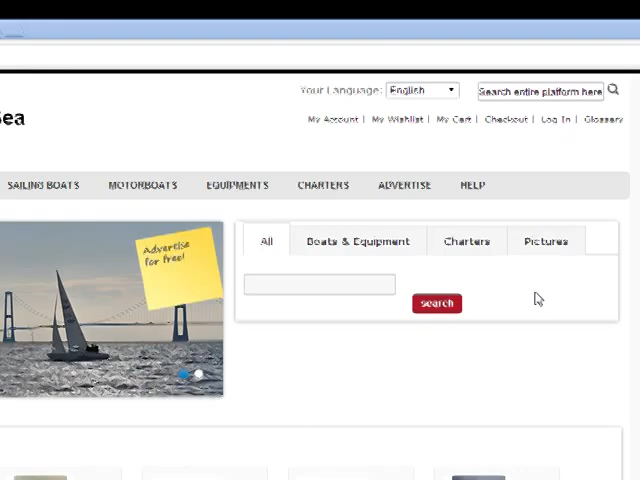 Your Language: English Search entire platform here
Sea
My Account | My Wishlist | My Cart | Checkout | Log In | Glossary
SAILING BOATS MOTORBOATS EQUIPMENTS CHARTERS ADVERTISE HELP
Advertise
for free!
All Boats & Equipment Charters Pictures
search